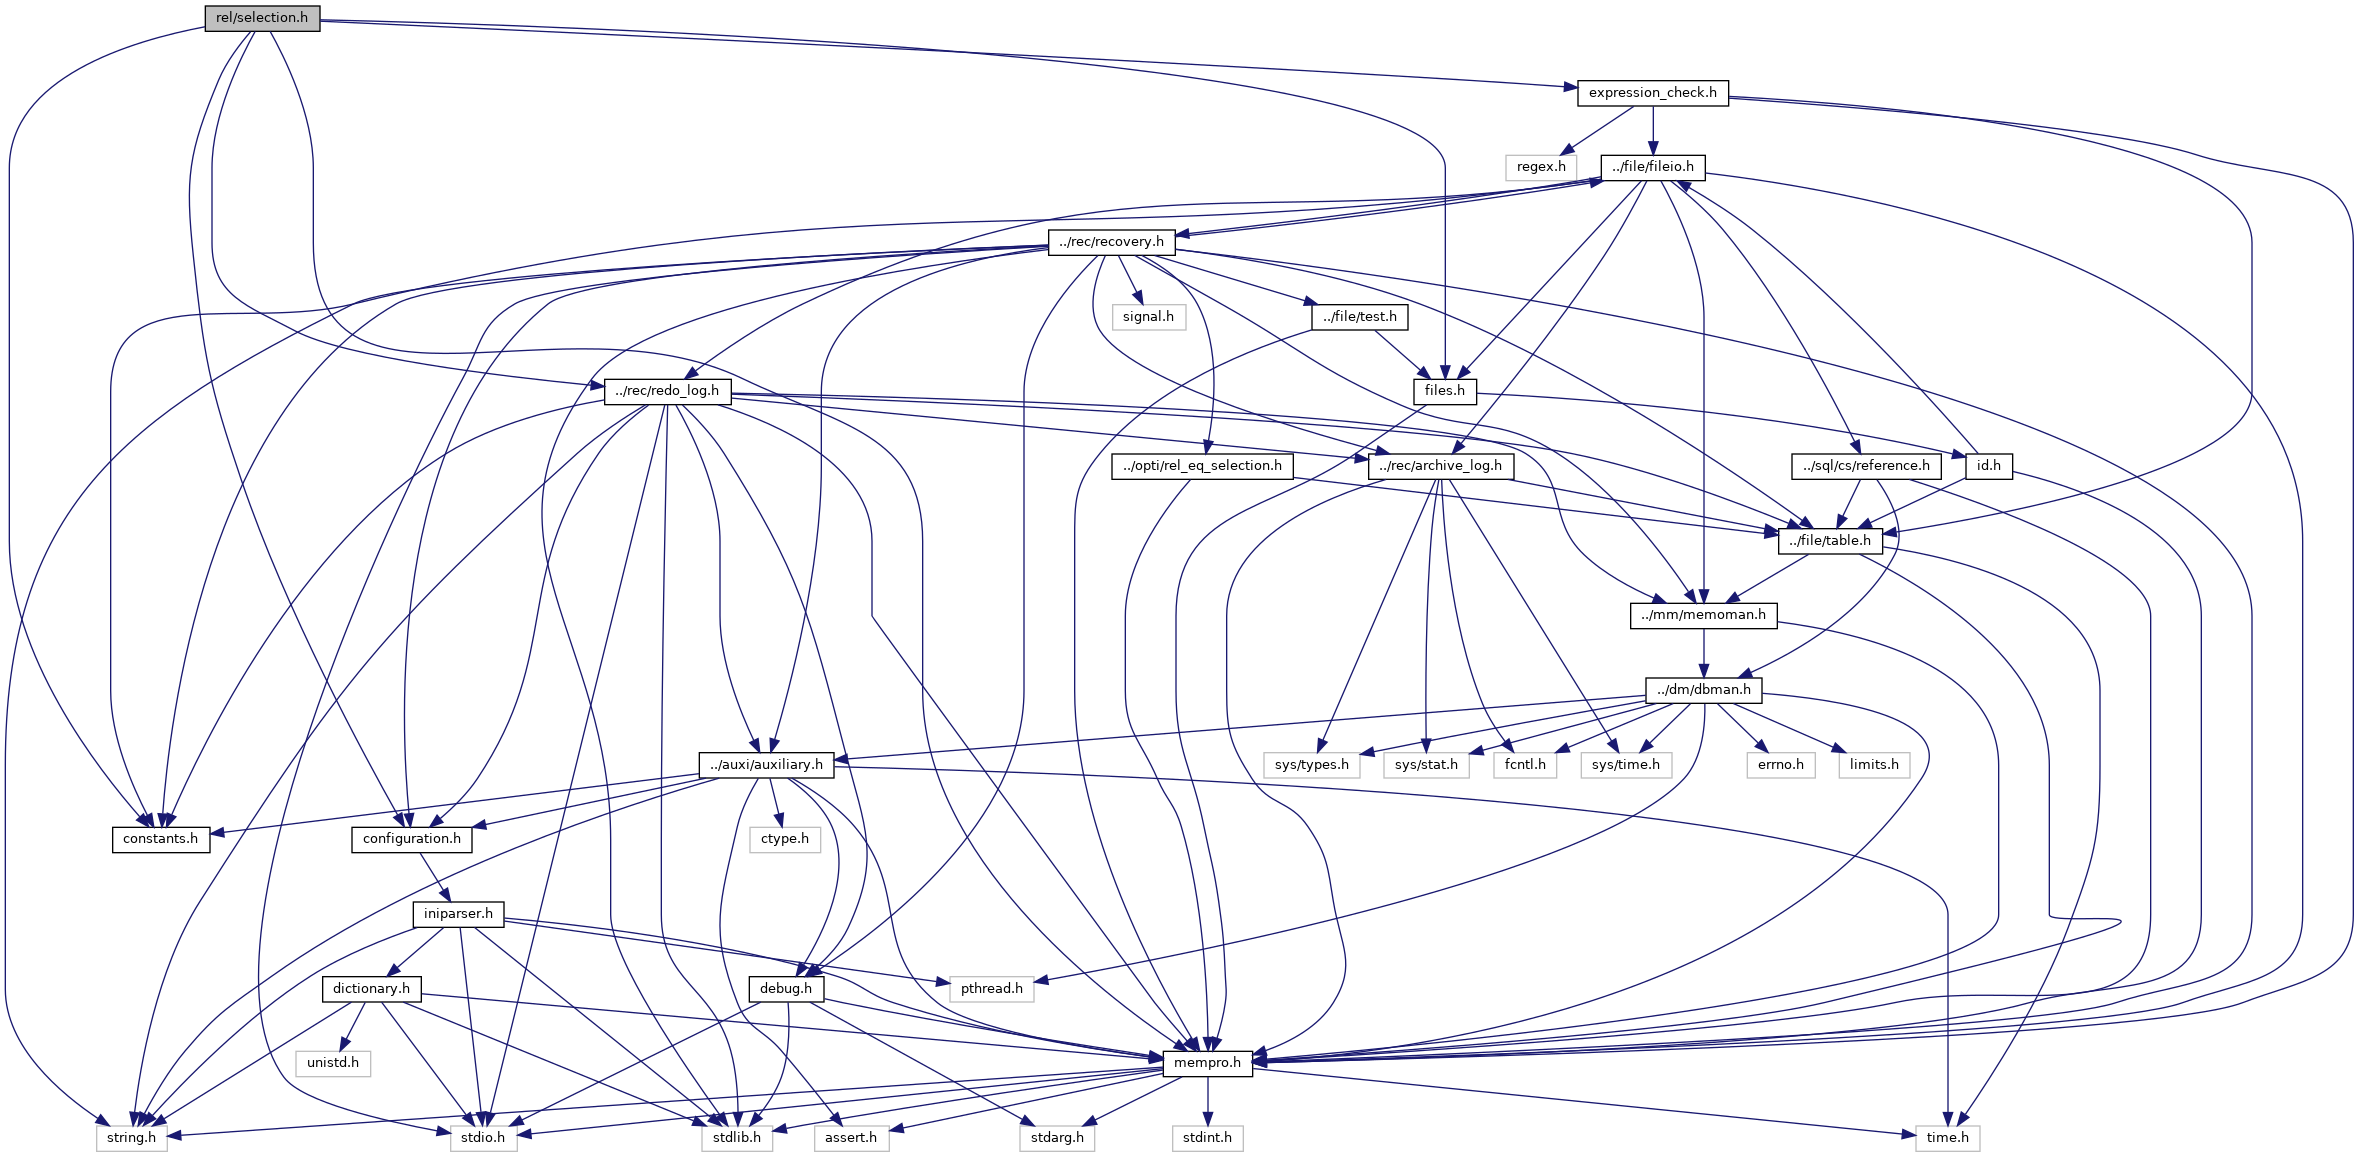 rel/selection.h
expression_check.h
regex.h
../file/fileio.h
../rec/recovery.h
signal.h
../file/test.h
../rec/redo_log.h
files.h
../opti/rel_eq_selection.h
../rec/archive_log.h
../sql/cs/reference.h
id.h
../file/table.h
../mm/memoman.h
../dm/dbman.h
../auxi/auxiliary.h
sys/types.h
sys/stat.h
fcntl.h
sys/time.h
errno.h
limits.h
constants.h
configuration.h
ctype.h
iniparser.h
dictionary.h
debug.h
pthread.h
unistd.h
mempro.h
string.h
stdio.h
stdlib.h
assert.h
stdarg.h
stdint.h
time.h